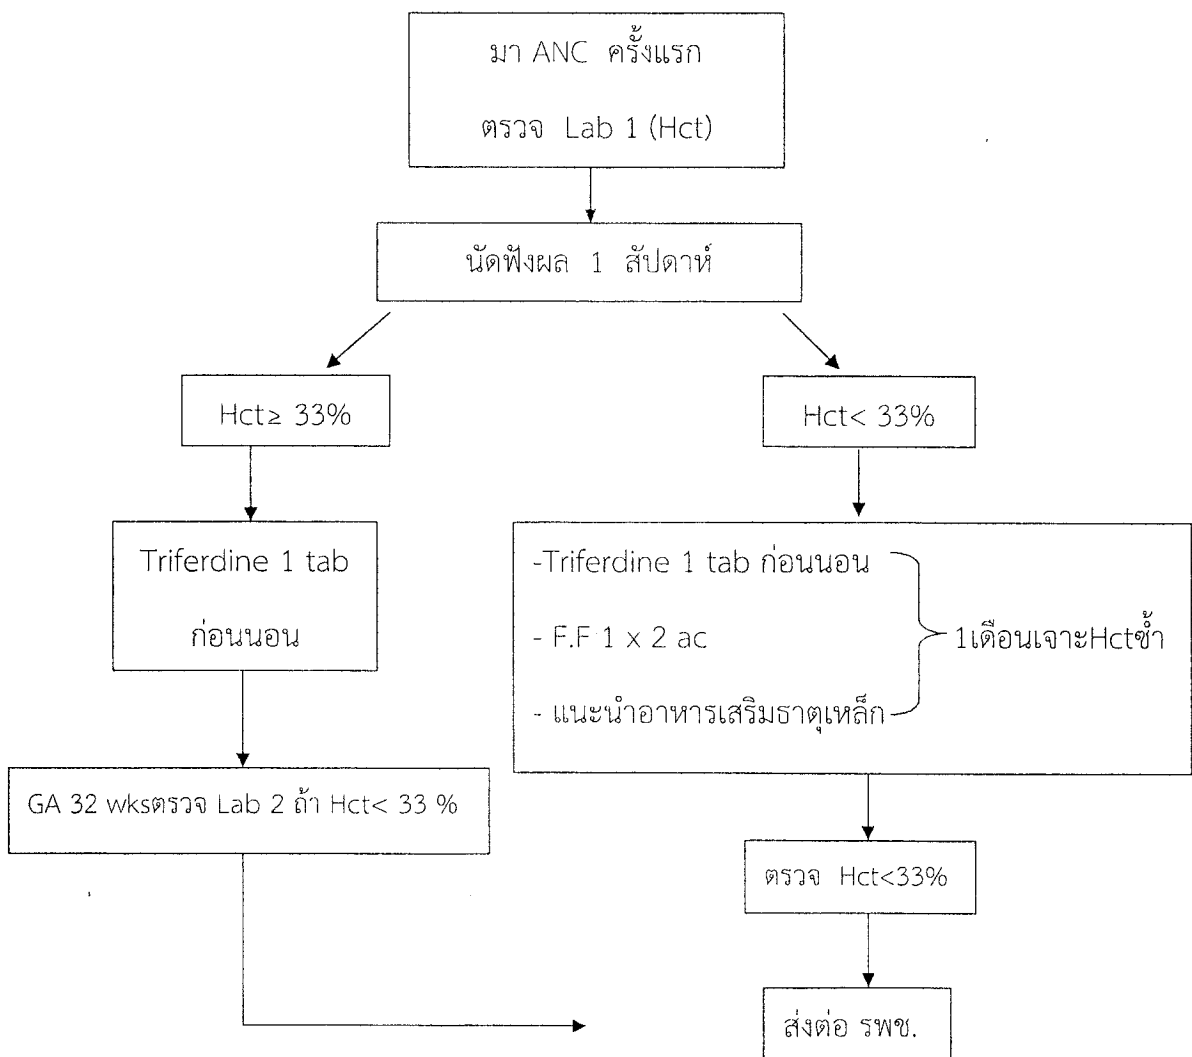 มา ANC ครั้งแรก
ตรวจ Lab 1 (Hct)
นัดฟังผล 1 สัปดาห์
Hct≥ 33%
Hct< 33%
Triferdine 1 tab
ก่อนนอน
-Triferdine 1 tab ก่อนนอน
- F.F 1 x 2 ac
- แนะนำอาหารเสริมธาตุเหล็ก
1เดือนเจาะHctซ้ำ
GA 32 wksตรวจ Lab 2 ถ้า Hct< 33 %
ตรวจ Hct<33%
ส่งต่อ รพช.